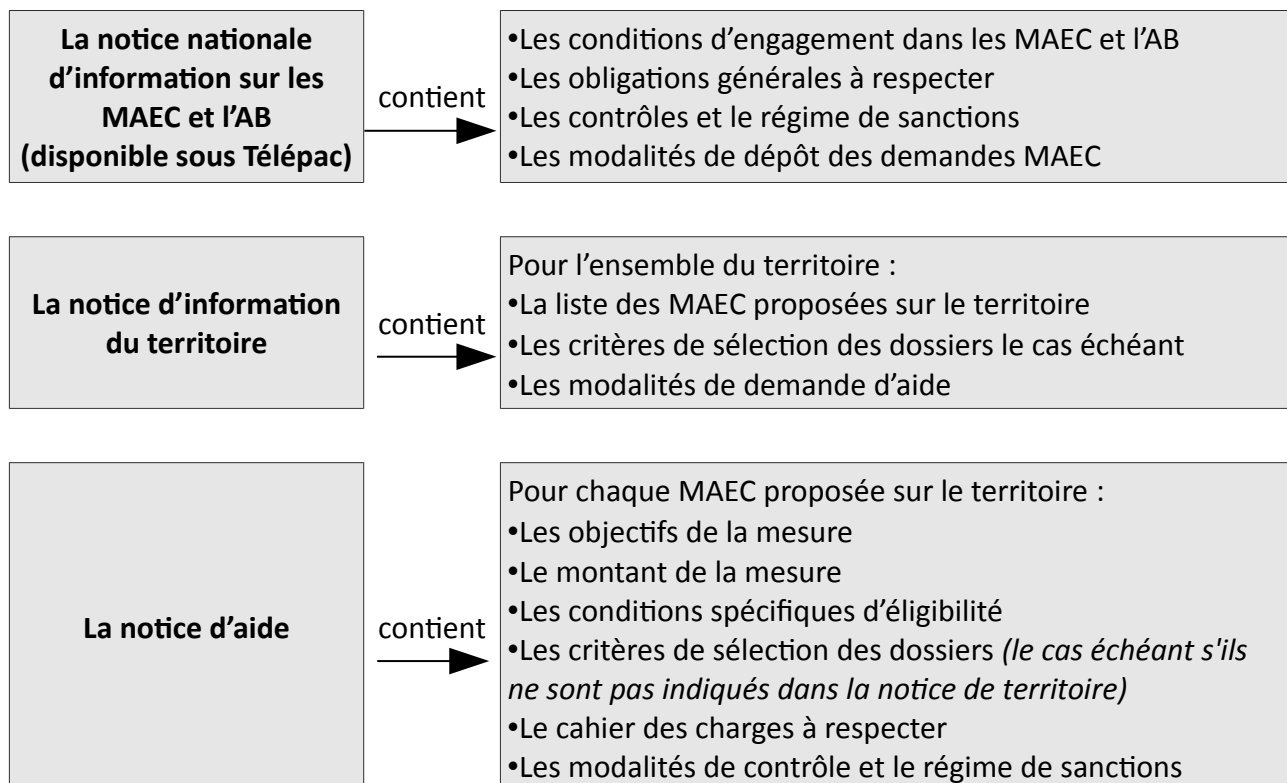 La notice nationale
d'information sur les
MAEC et l'AB
(disponible sous Télépac)
contient
•Les conditions d'engagement dans les MAEC et l'AB
•Les obligations générales à respecter
•Les contrôles et le régime de sanctions
•Les modalités de dépôt des demandes MAEC
La notice d'information
du territoire
contient
Pour l'ensemble du territoire :
•La liste des MAEC proposées sur le territoire
•Les critères de sélection des dossiers le cas échéant
•Les modalités de demande d'aide
La notice d'aide
contient
Pour chaque MAEC proposée sur le territoire :
•Les objectifs de la mesure
•Le montant de la mesure
•Les conditions spécifiques d'éligibilité
•Les critères de sélection des dossiers (le cas échéant s'ils
ne sont pas indiqués dans la notice de territoire)
•Le cahier des charges à respecter
•Les modalités de contrôle et le régime de sanctions